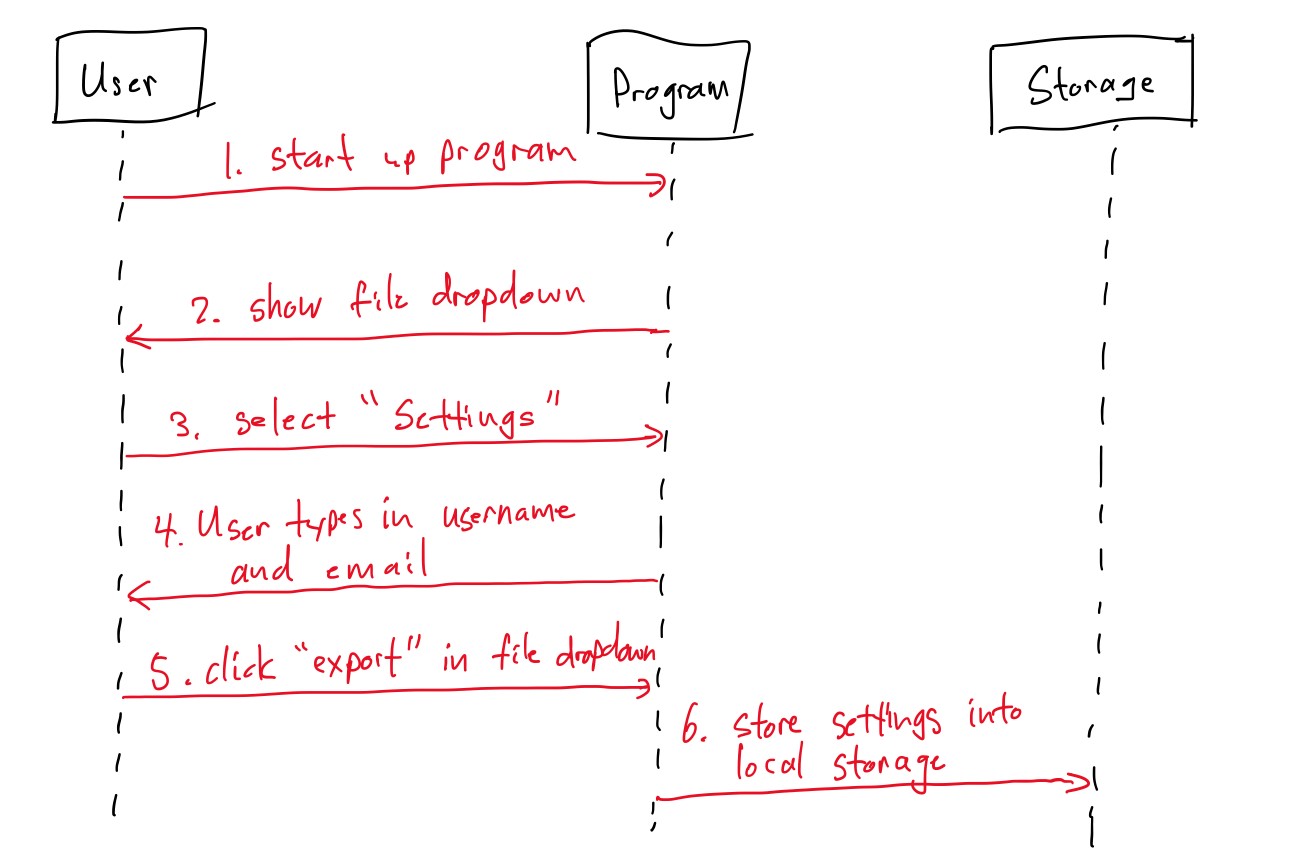 User
Program
Storage
1. start up program
2. show file dropdown
3. select "Settings"
4. User types in username
and email
5. click "export" in file dropdown
6. store settings into
local storage